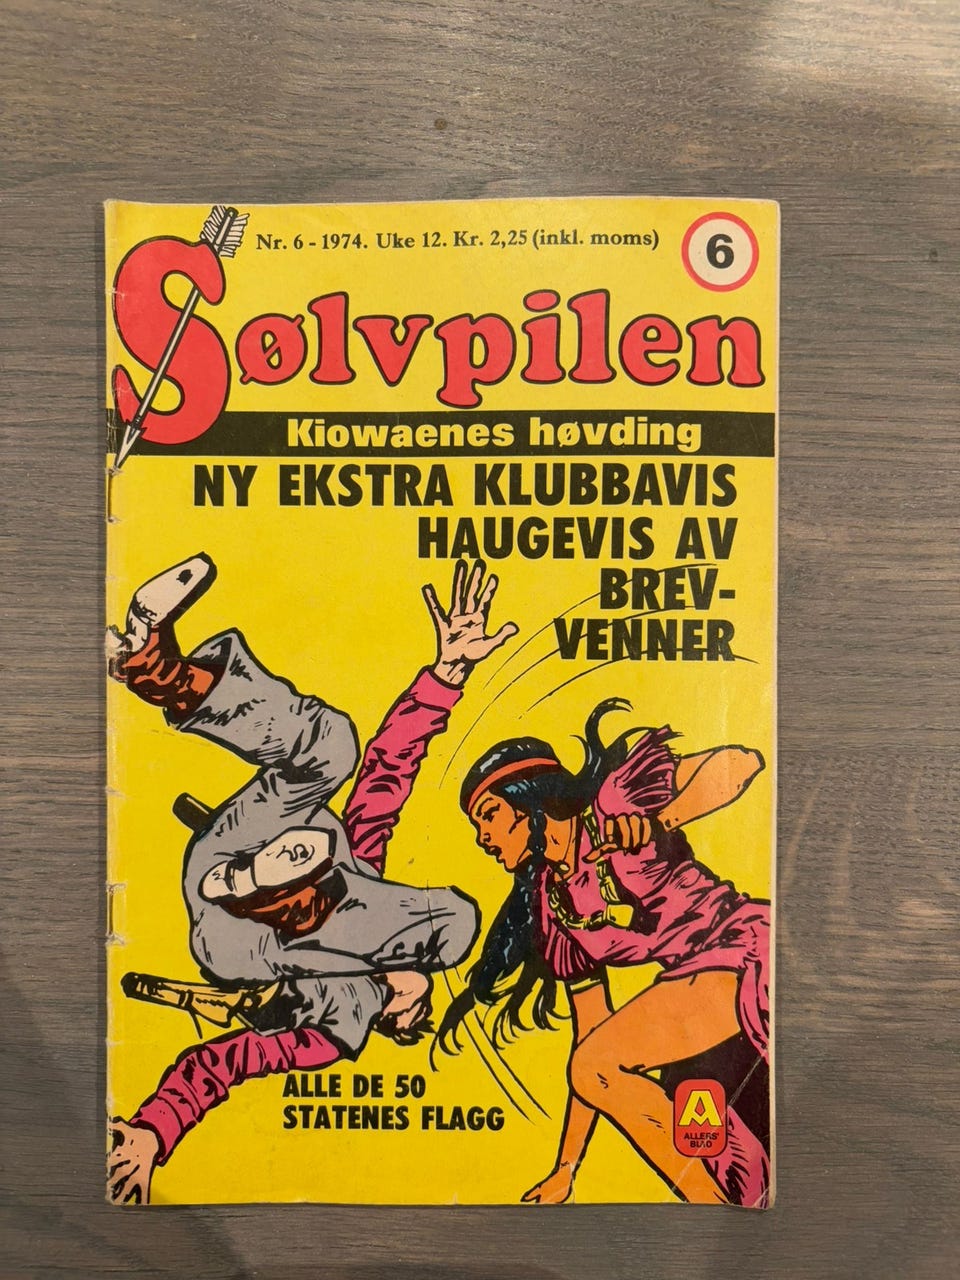 Nr. 6 - 1974. Uke 12. Kr. 2,25 (inkl. moms)
6
Sølvpilen
Kiowaenes høvding
NY EKSTRA KLUBBAVIS
HAUGEVIS AV
BREV-
VENNER
ALLE DE 50
STATENES FLAGG
A
ALLERS'
BLAD